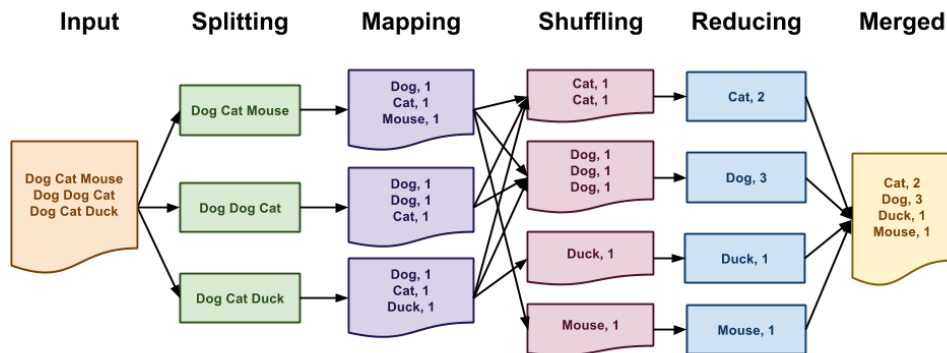 Input
Splitting
Mapping
Shuffling
Reducing
Merged
Dog Cat Mouse
Dog Dog Cat
Dog Cat Duck
Dog Cat Mouse
Dog Dog Cat
Dog Cat Duck
Dog, 1
Cat, 1
Mouse, 1
Dog, 1
Dog, 1
Cat, 1
Dog, 1
Cat, 1
Duck, 1
Cat, 1
Cat, 1
Dog, 1
Dog, 1
Dog, 1
Duck, 1
Mouse, 1
Cat, 2
Dog, 3
Duck, 1
Mouse, 1
Cat, 2
Dog, 3
Duck, 1
Mouse, 1